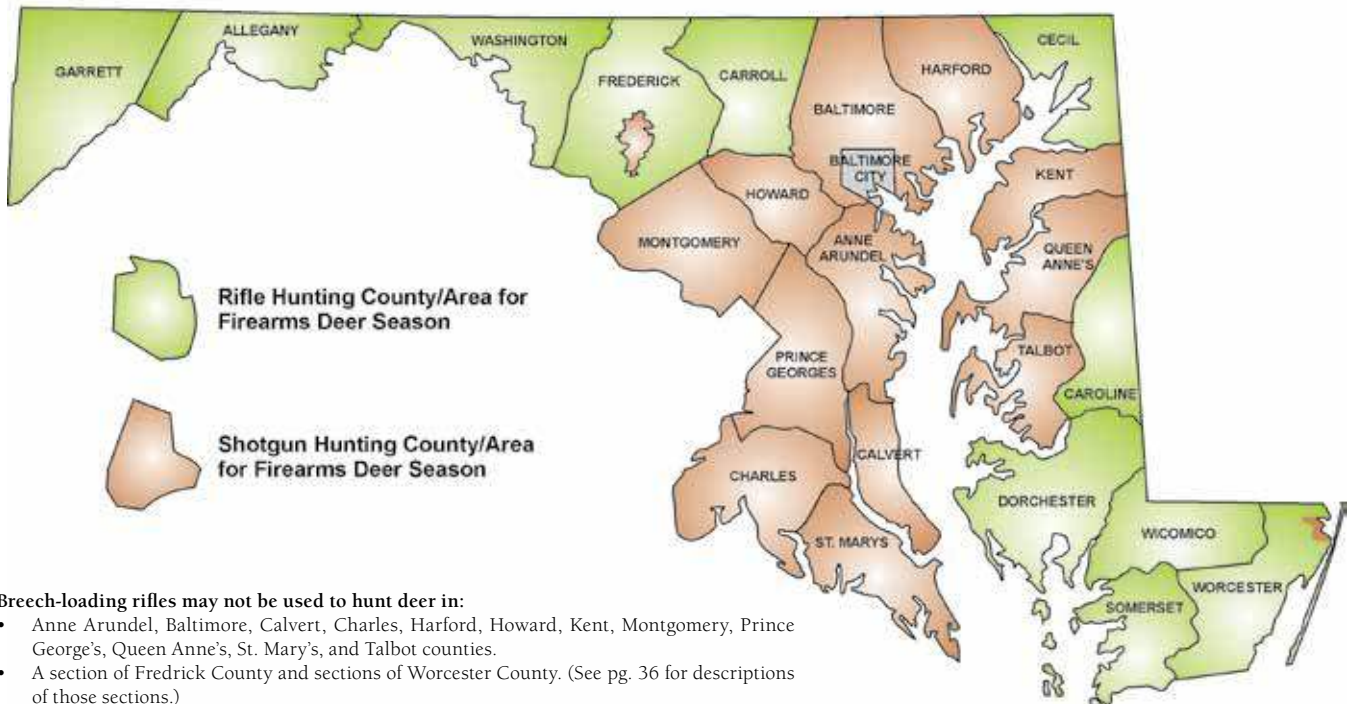 ALLEGANY
WASHINGTON
CECIL
GARRETT
FREDERICK
CARROLL
HARFORD
BALTIMORE
BALTIMORE
CITY
KENT
HOWARD
MONTGOMERY
ANNE
ARUNDEL
QUEEN
ANNE'S
Rifle Hunting County/Area for
Firearms Deer Season
TALBOT
PRINCE
GEORGES
CAROLINE
Shotgun Hunting County/Area
for Firearms Deer Season
CALVERT
CHARLES
DORCHESTER
ST. MARYS
WICOMICO
WORCESTER
SOMERSET
Breech-loading rifles may not be used to hunt deer in:
• Anne Arundel, Baltimore, Calvert, Charles, Harford, Howard, Kent, Montgomery, Prince
George's, Queen Anne's, St. Mary's, and Talbot counties.
• A section of Fredrick County and sections of Worcester County. (See pg. 36 for descriptions
of those sections.)